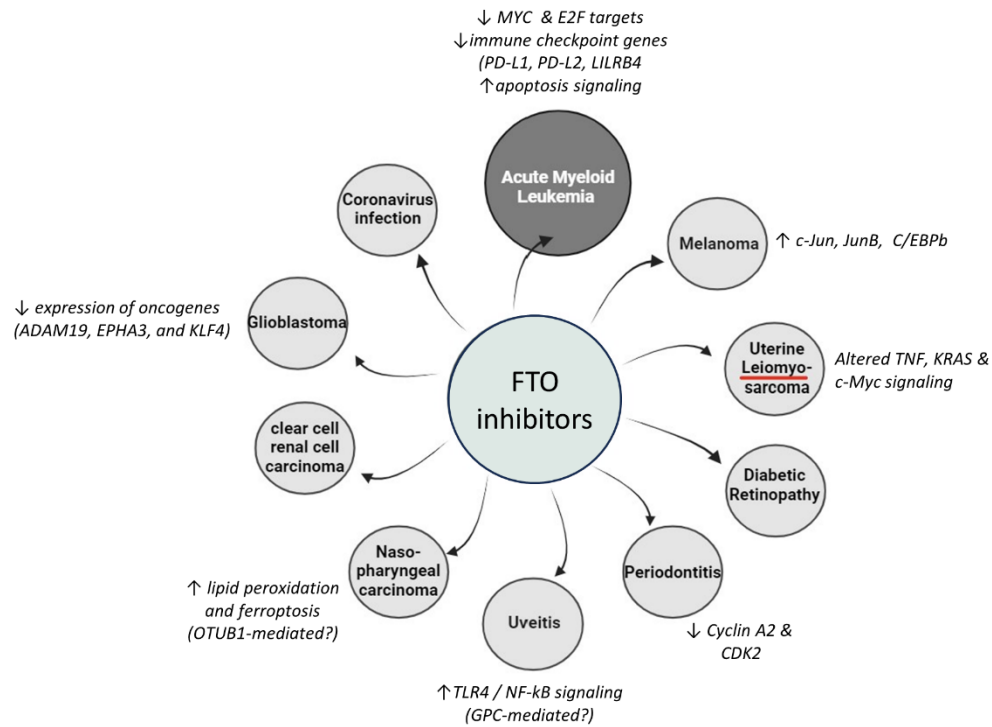 ↓ MYC & E2F targets
↓immune checkpoint genes
(PD-L1, PD-L2, LILRB4
↑apoptosis signaling
Acute Myeloid
Leukemia
Coronavirus
infection
Melanoma
↑ c-Jun, JunB, C/EBPb
↓ expression of oncogenes
(ADAM19, EPHA3, and KLF4)
Glioblastoma
Uterine
Leiomyo-
sarcoma
Altered TNF, KRAS &
c-Myc signaling
FTO
inhibitors
clear cell
renal cell
carcinoma
Diabetic
Retinopathy
Naso-
pharyngeal
carcinoma
↑ lipid peroxidation
and ferroptosis
(OTUB1-mediated?)
Uveitis
↑TLR4 / NF-kB signaling
(GPC-mediated?)
Periodontitis
↓ Cyclin A2 &
CDK2